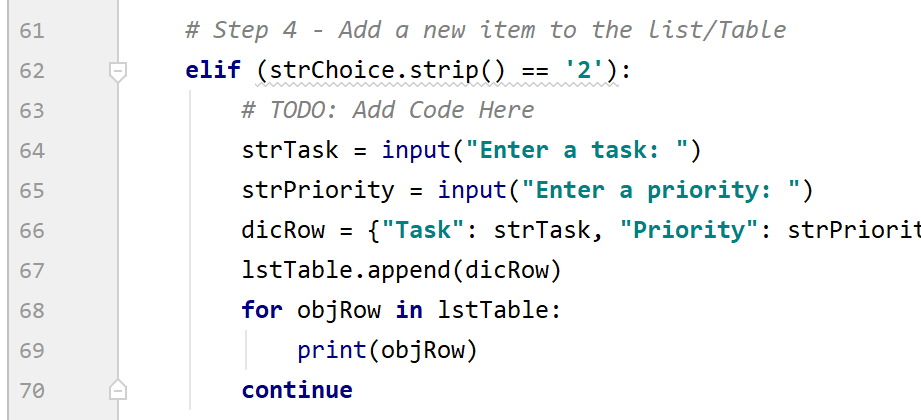 61 # Step 4 - Add a new item to the list/Table
62 elif (strChoice.strip() == '2'):
63 # TODO: Add Code Here
64 strTask = input("Enter a task: ")
65 strPriority = input("Enter a priority: ")
66 dicRow = {"Task": strTask, "Priority": strPriorit
67 lstTable.append(dicRow)
68 for objRow in lstTable:
69 print(objRow)
70 continue